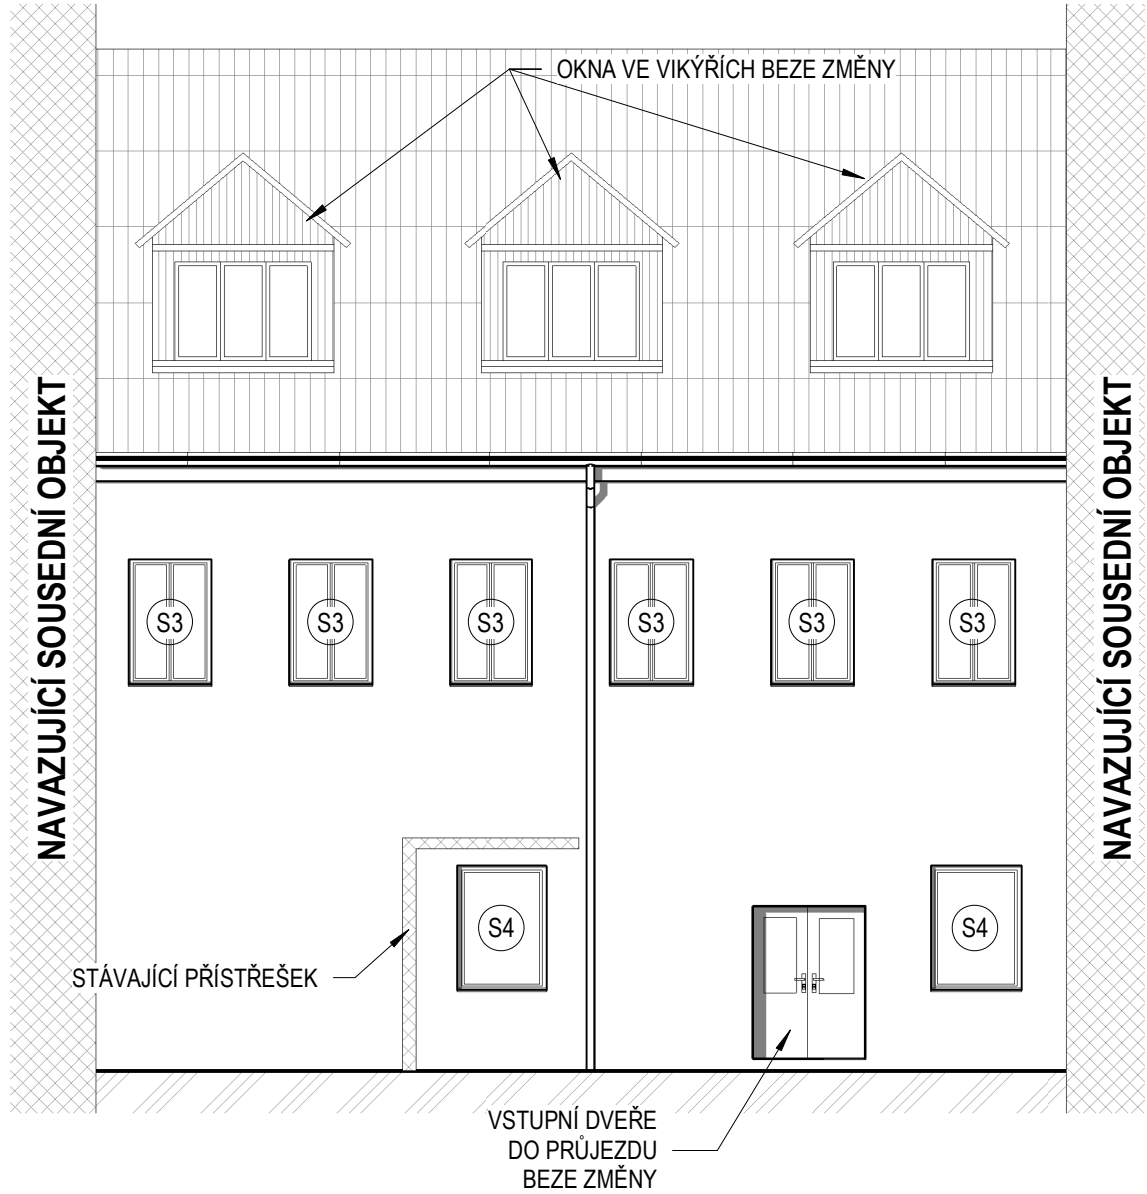 OKNA VE VIKÝŘÍCH BEZE ZMĚNY
NAVAZUJÍCÍ SOUSEDNÍ OBJEKT
NAVAZUJÍCÍ SOUSEDNÍ OBJEKT
S3
S3
S3
S3
S3
S3
S4
S4
STÁVAJÍCÍ PŘÍSTŘEŠEK
VSTUPNÍ DVEŘE
DO PRŮJEZDU
BEZE ZMĚNY